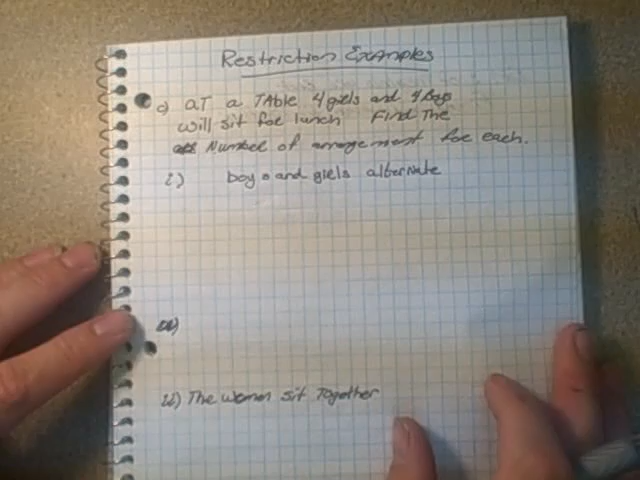 Restriction Examples
c) aT a TAble 4 girls and 4 Boys
will sit for lunch Find The
Number of arrangement for each.
i) boys and girls alternate
ii) The women sit Together